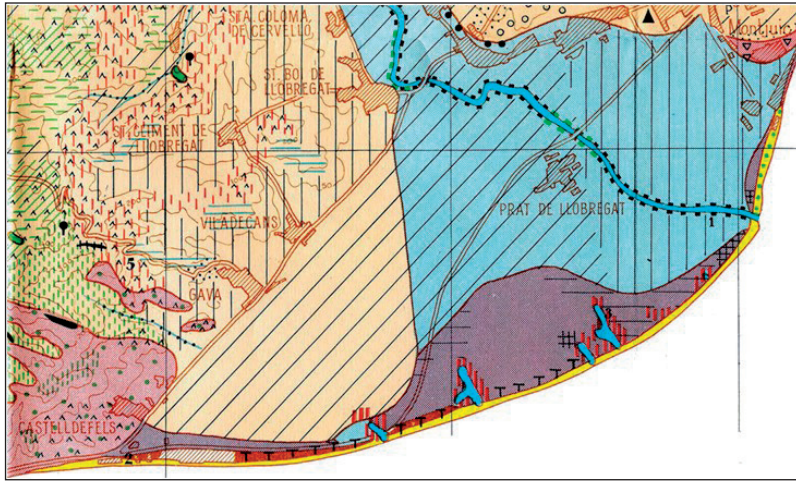 STA. COLOMA
DE CERVELLÓ
P
Montjuïc
ST. BOI DE
LLOBREGAT
ST. CLIMENT DE
LLOBREGAT
PRAT DE LLOBREGAT
1
VILADECANS
5
GAVA
3
CASTELLDEFELS
2